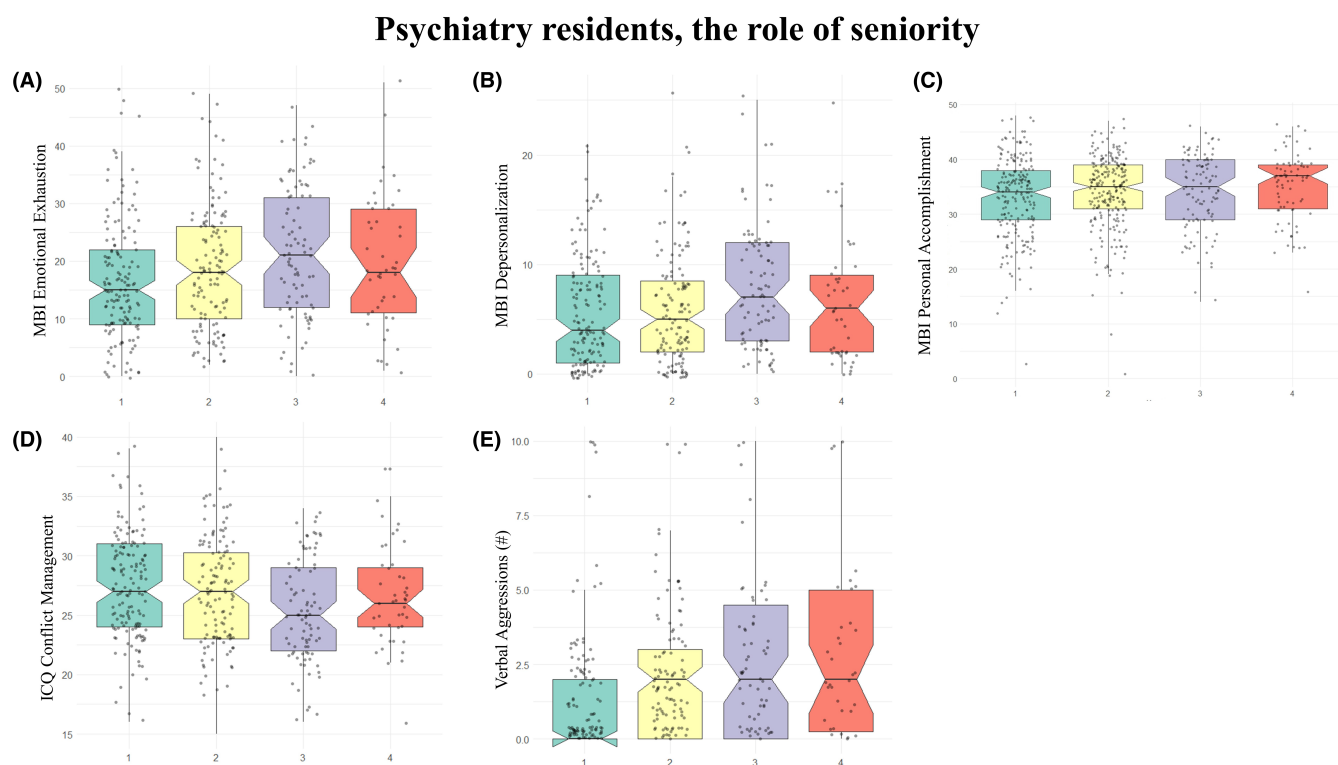 Psychiatry residents, the role of seniority
(A)
MBI Emotional Exhaustion
50
40
30
20
10
0
1 2 3 4
(B)
MBI Depersonalization
20
10
0
1 2 3 4
(C)
MBI Personal Accomplishment
50
40
30
20
10
0
1 2 3 4
(D)
ICQ Conflict Management
40
35
30
25
20
15
1 2 3 4
(E)
Verbal Aggressions (#)
10.0
7.5
5.0
2.5
0.0
1 2 3 4